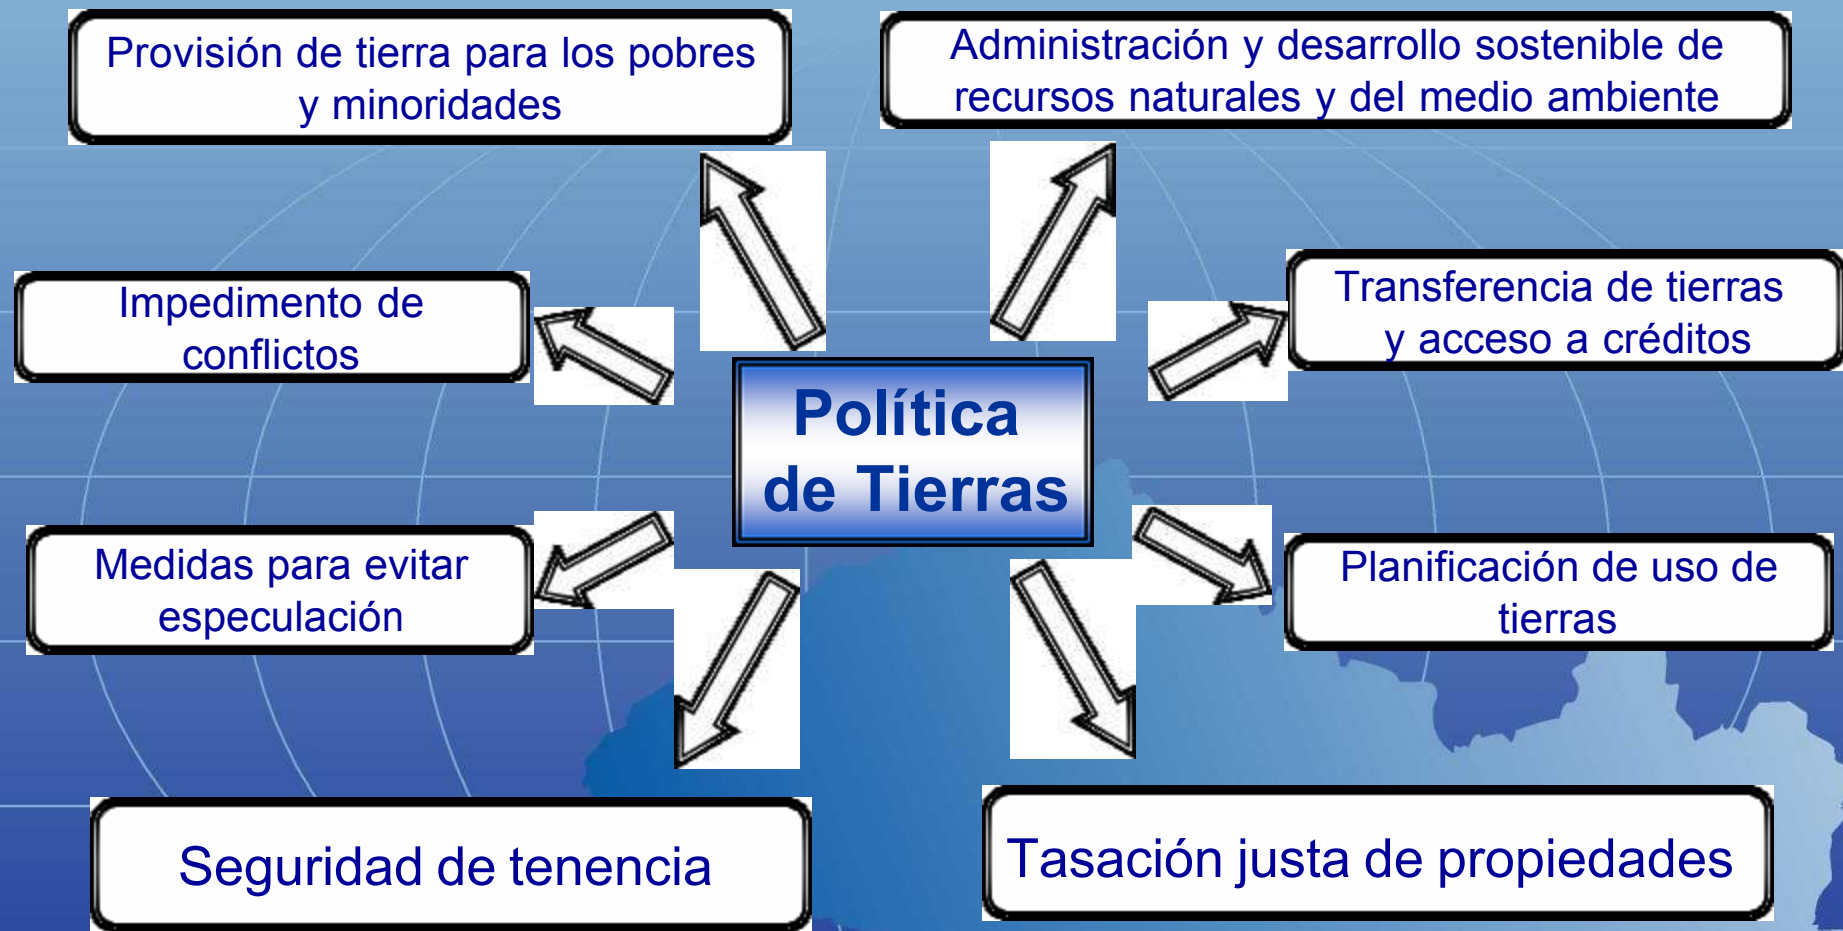 Provisión de tierra para los pobres
y minoridades
Administración y desarrollo sostenible de
recursos naturales y del medio ambiente
Impedimento de
conflictos
Transferencia de tierras
y acceso a créditos
Política
de Tierras
Medidas para evitar
especulación
Planificación de uso de
tierras
Seguridad de tenencia
Tasación justa de propiedades